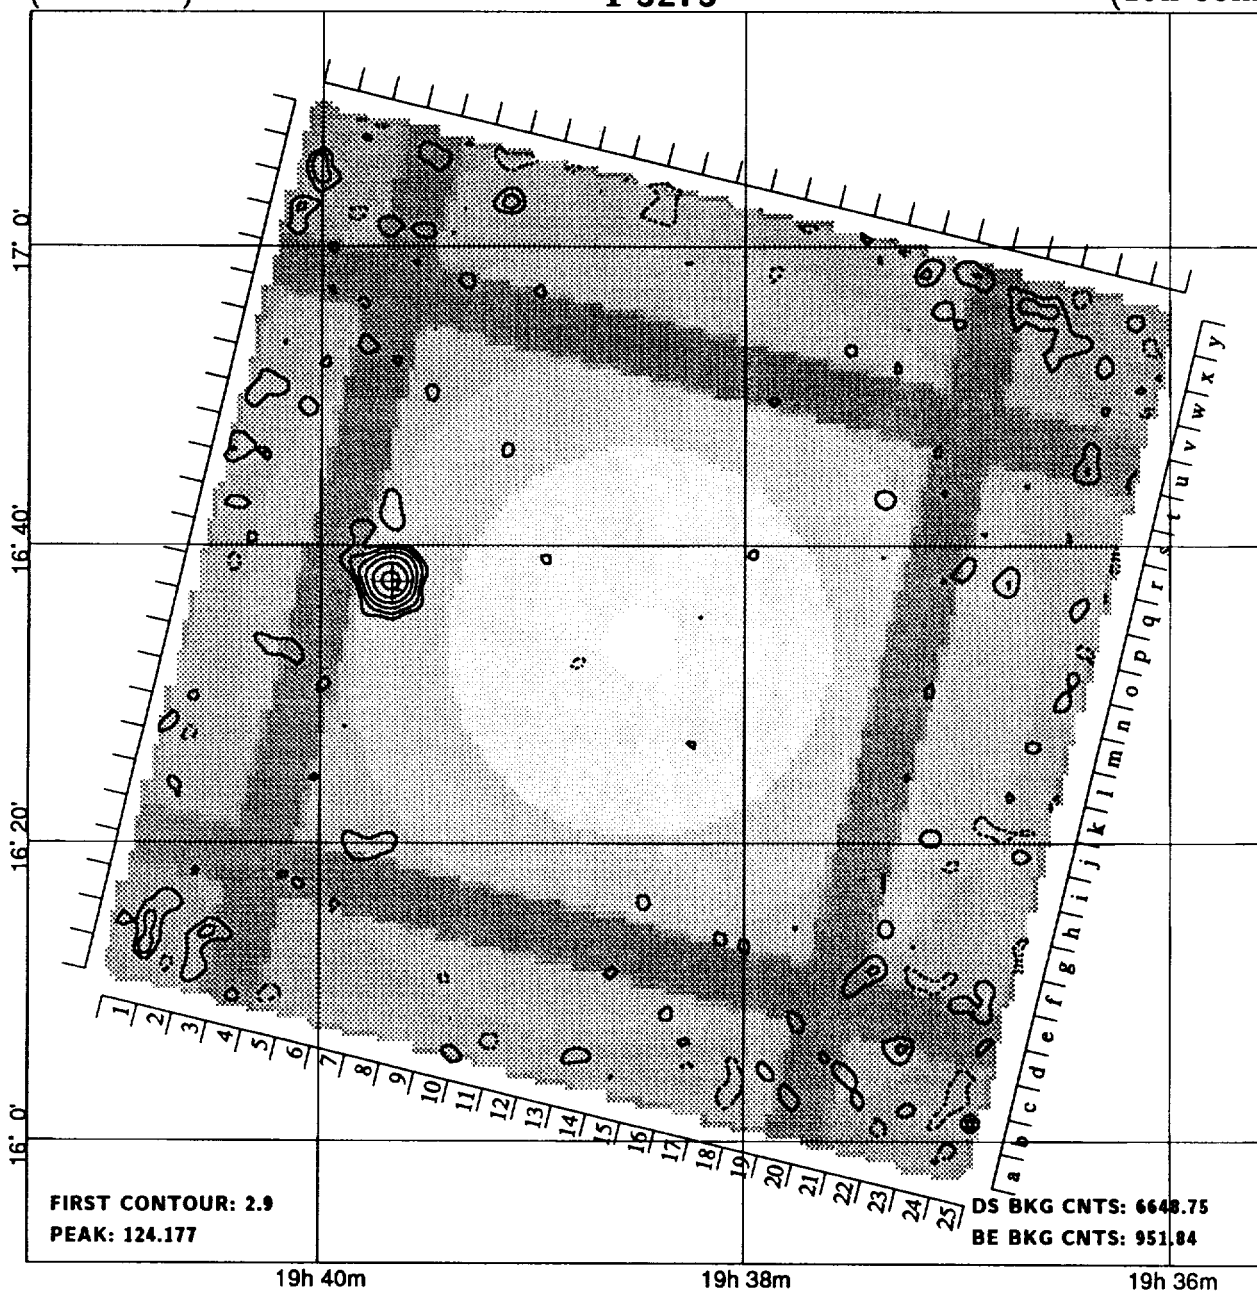 17° 0'
16° 40'
16° 20'
16° 0'
1 2 3 4 5 6 7 8 9 10 11 12 13 14 15 16 17 18 19 20 21 22 23 24 25
a b c d e f g h i j k l m n o p q r s t u v w x y
FIRST CONTOUR: 2.9
PEAK: 124.177
DS BKG CNTS: 6648.75
BE BKG CNTS: 951.84
19h 40m
19h 38m
19h 36m